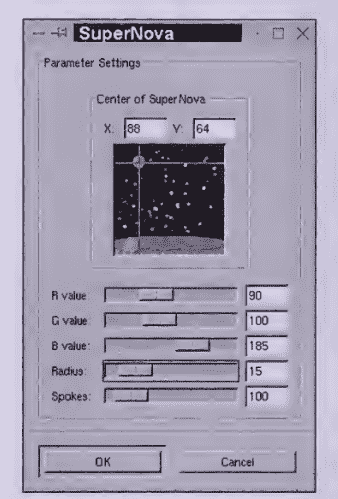 SuperNova
Parameter Settings
Center of SuperNova
X: 88 Y: 64
R value: 90
G value: 100
B value: 185
Radius: 15
Spokes: 100
OK Cancel